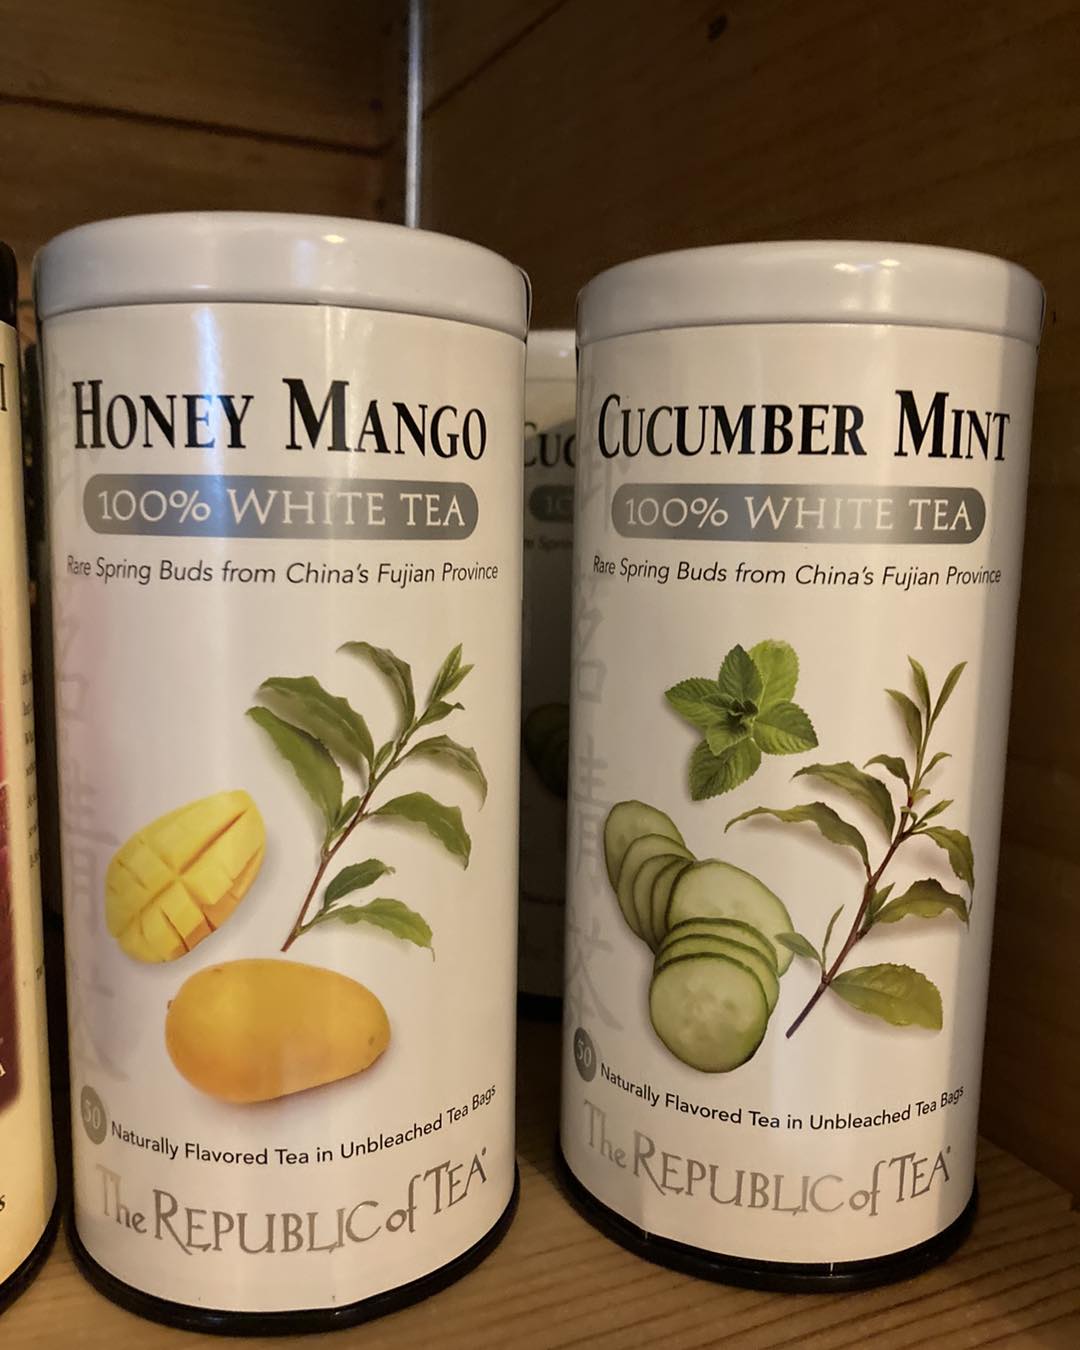 HONEY MANGO
100% WHITE TEA
Rare Spring Buds from China's Fujian Province
50 Naturally Flavored Tea in Unbleached Tea Bags
The REPUBLIC of TEA
CUCUMBER MINT
100% WHITE TEA
Rare Spring Buds from China's Fujian Province
50 Naturally Flavored Tea in Unbleached Tea Bags
The REPUBLIC of TEA
CUC